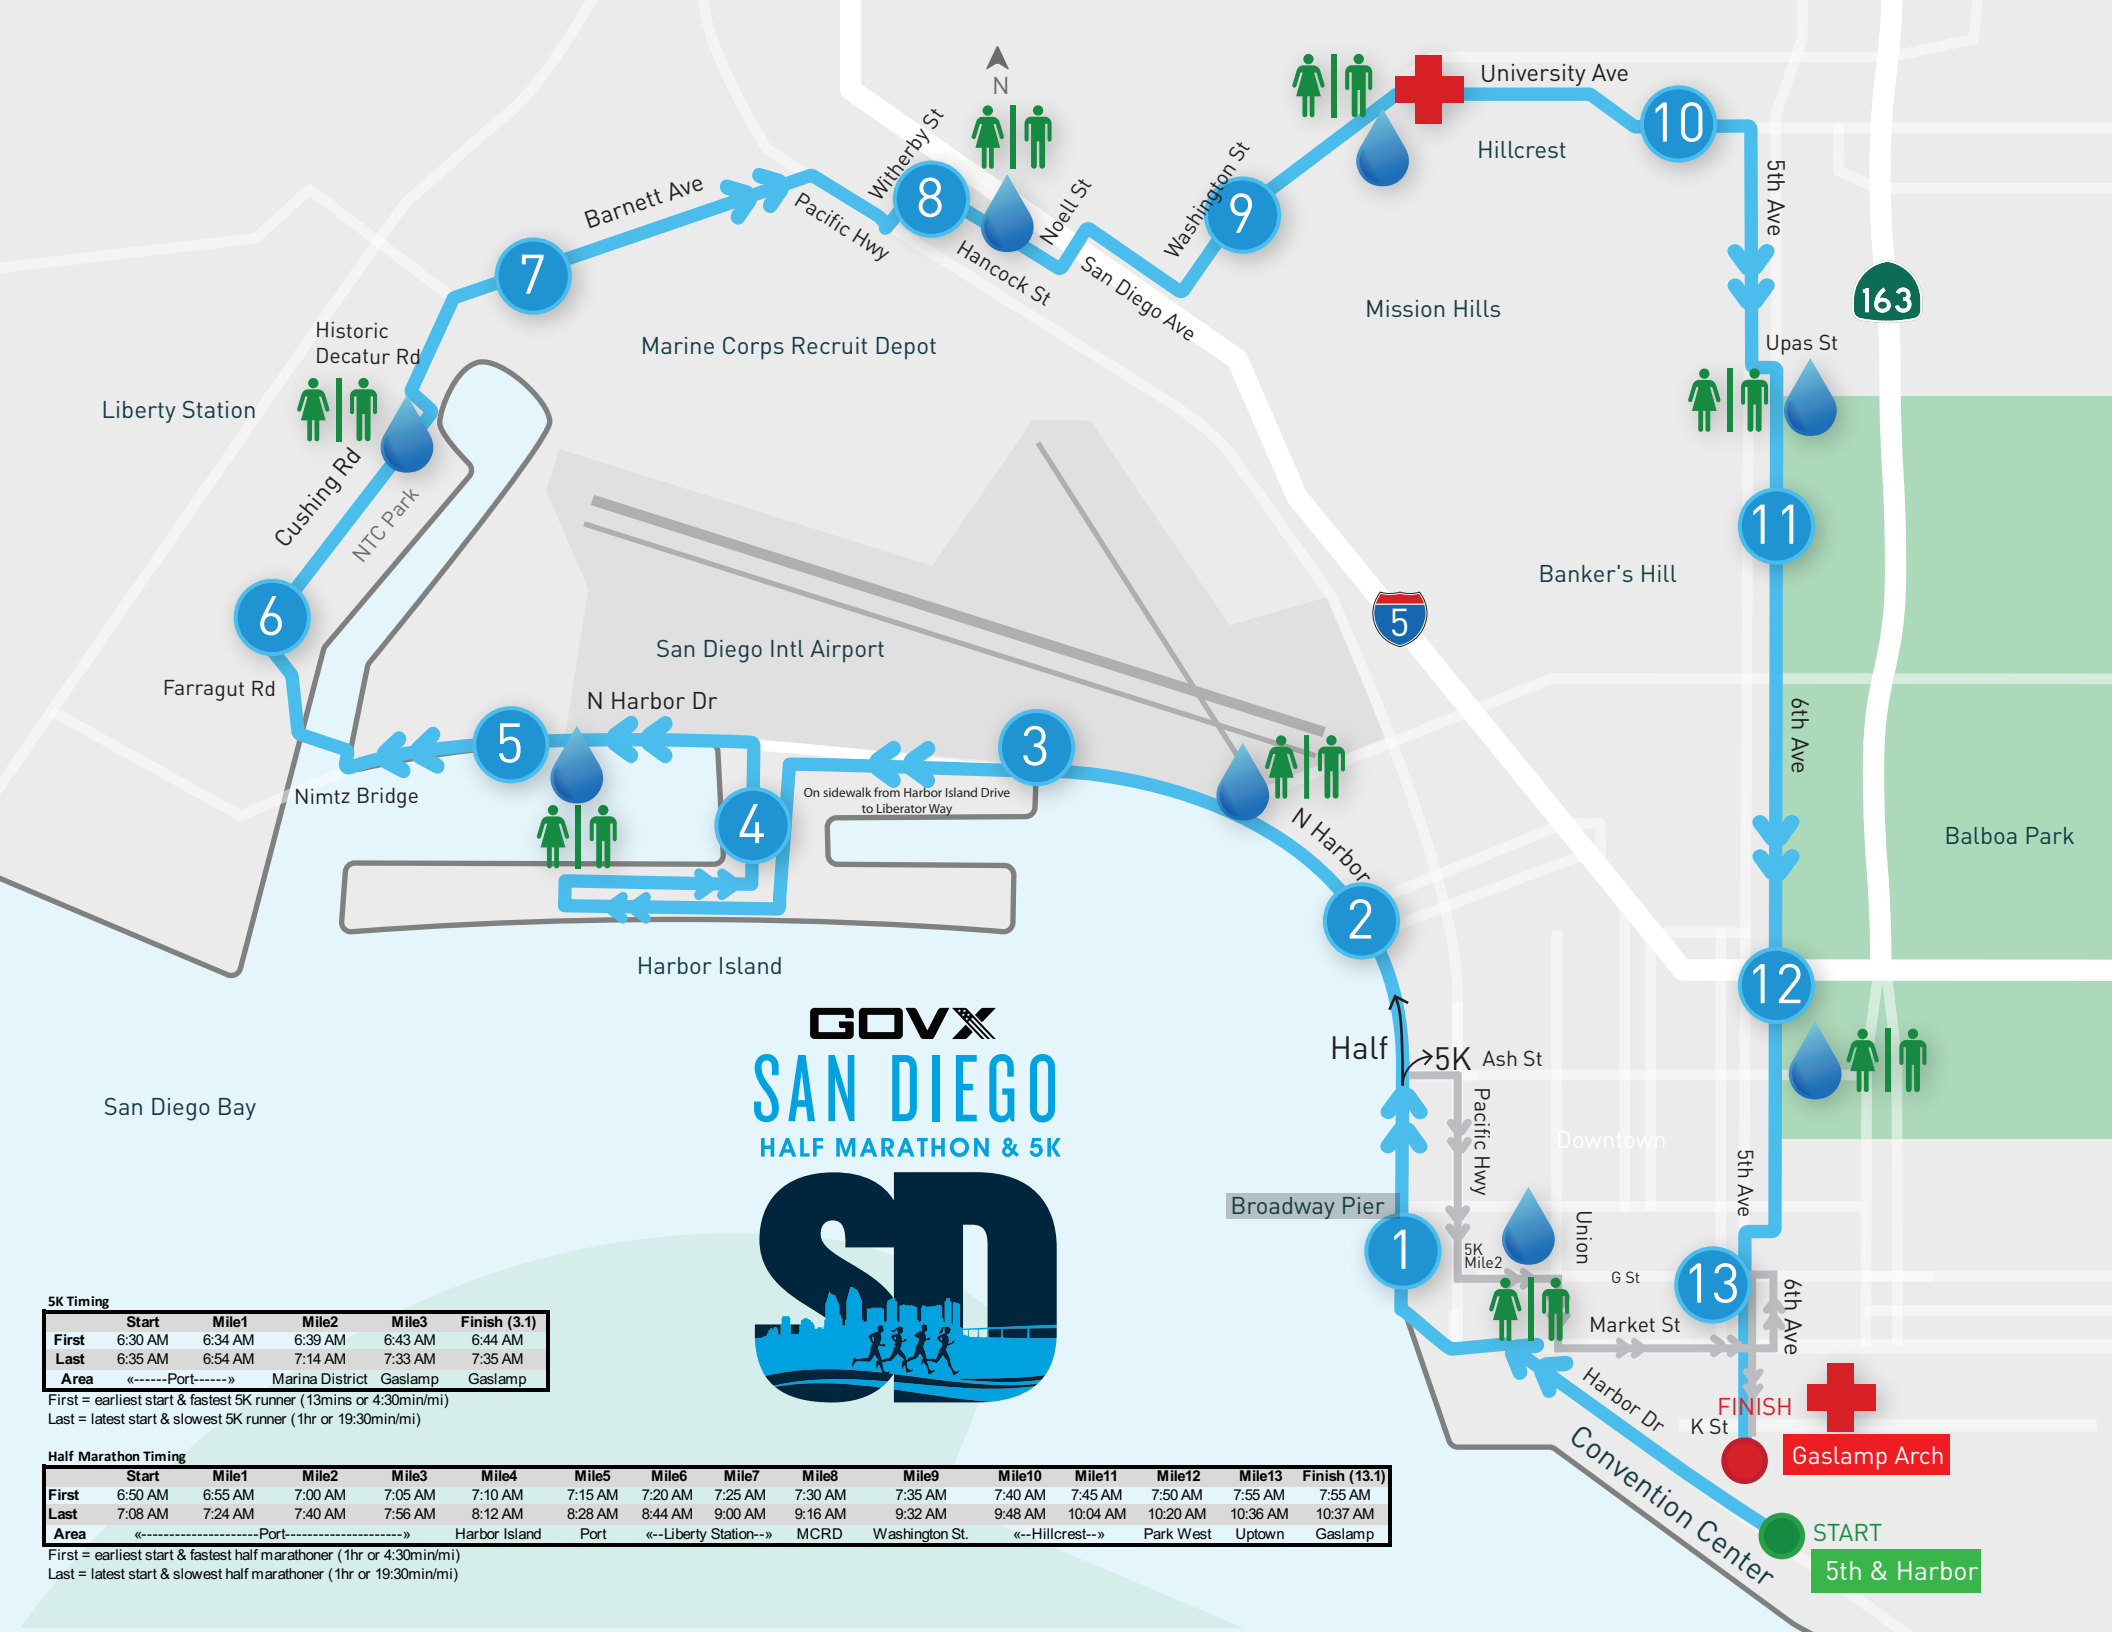 N
University Ave
10
Hillcrest
Witherby St
8
Noell St
Washington St
9
5th Ave
Barnett Ave
Pacific Hwy
Hancock St
San Diego Ave
7
163
Mission Hills
Historic
Decatur Rd
Marine Corps Recruit Depot
Upas St
Liberty Station
Cushing Rd
NTC Park
11
Banker's Hill
6
5
San Diego Intl Airport
Farragut Rd
N Harbor Dr
6th Ave
5
3
Nimtz Bridge
On sidewalk from Harbor Island Drive
to Liberator Way
4
N Harbor
Balboa Park
2
Harbor Island
12
GOVX
SAN DIEGO
HALF MARATHON & 5K
SD
Half
5K
Ash St
San Diego Bay
Pacific Hwy
Downtown
5th Ave
Broadway Pier
1
Union
5K
Mile2
G St
13
6th Ave
Market St
Harbor Dr
FINISH
K St
Gaslamp Arch
Convention Center
START
5th & Harbor
5K Timing
Start Mile1 Mile2 Mile3 Finish (3.1)
First 6:30 AM 6:34 AM 6:39 AM 6:43 AM 6:44 AM
Last 6:35 AM 6:54 AM 7:14 AM 7:33 AM 7:35 AM
Area «------Port------» Marina District Gaslamp Gaslamp
First = earliest start & fastest 5K runner (13mins or 4:30min/mi)
Last = latest start & slowest 5K runner (1hr or 19:30min/mi)
Half Marathon Timing
Start Mile1 Mile2 Mile3 Mile4 Mile5 Mile6 Mile7 Mile8 Mile9 Mile10 Mile11 Mile12 Mile13 Finish (13.1)
First 6:50 AM 6:55 AM 7:00 AM 7:05 AM 7:10 AM 7:15 AM 7:20 AM 7:25 AM 7:30 AM 7:35 AM 7:40 AM 7:45 AM 7:50 AM 7:55 AM 7:55 AM
Last 7:08 AM 7:24 AM 7:40 AM 7:56 AM 8:12 AM 8:28 AM 8:44 AM 9:00 AM 9:16 AM 9:32 AM 9:48 AM 10:04 AM 10:20 AM 10:36 AM 10:37 AM
Area «---------------------Port---------------------» Harbor Island Port «--Liberty Station--» MCRD Washington St. «--Hillcrest--» Park West Uptown Gaslamp
First = earliest start & fastest half marathoner (1hr or 4:30min/mi)
Last = latest start & slowest half marathoner (1hr or 19:30min/mi)